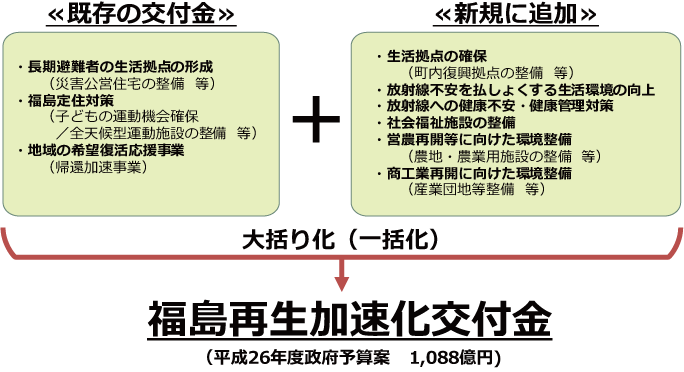 ≪既存の交付金≫
・長期避難者の生活拠点の形成
（災害公営住宅の整備 等）
・福島定住対策
（子どもの運動機会確保
／全天候型運動施設の整備 等）
・地域の希望復活応援事業
（帰還加速事業）
＋
≪新規に追加≫
・生活拠点の確保
（町内復興拠点の整備 等）
・放射線不安を払しょくする生活環境の向上
・放射線への健康不安・健康管理対策
・社会福祉施設の整備
・営農再開等に向けた環境整備
（農地・農業用施設の整備 等）
・商工業再開に向けた環境整備
（産業団地等整備 等）
大括り化（一括化）
福島再生加速化交付金
（平成26年度政府予算案　1,088億円）